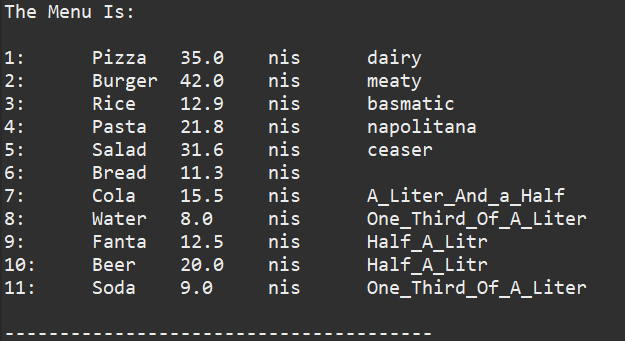 The Menu Is:
1: Pizza 35.0 nis dairy
2: Burger 42.0 nis meaty
3: Rice 12.9 nis basmatic
4: Pasta 21.8 nis napolitana
5: Salad 31.6 nis ceaser
6: Bread 11.3 nis
7: Cola 15.5 nis A_Liter_And_a_Half
8: Water 8.0 nis One_Third_Of_A_Liter
9: Fanta 12.5 nis Half_A_Litr
10: Beer 20.0 nis Half_A_Litr
11: Soda 9.0 nis One_Third_Of_A_Liter
---------------------------------------